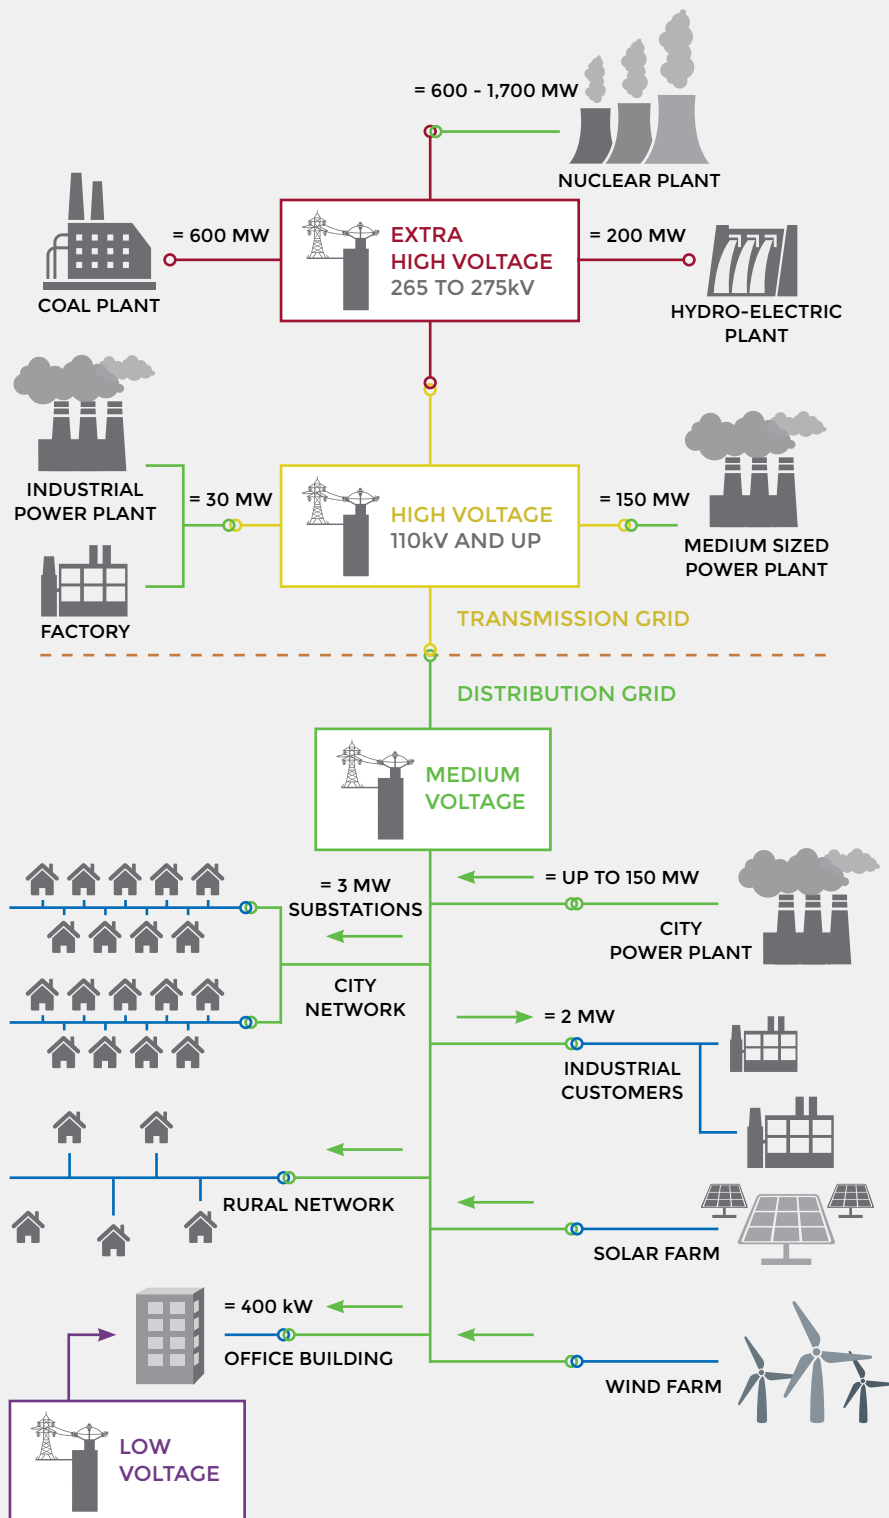 = 600 - 1,700 MW
NUCLEAR PLANT
= 600 MW
COAL PLANT
EXTRA
HIGH VOLTAGE
265 TO 275kV
= 200 MW
HYDRO-ELECTRIC
PLANT
INDUSTRIAL
POWER PLANT
= 30 MW
FACTORY
HIGH VOLTAGE
110kV AND UP
= 150 MW
MEDIUM SIZED
POWER PLANT
TRANSMISSION GRID
DISTRIBUTION GRID
MEDIUM
VOLTAGE
= 3 MW
SUBSTATIONS
CITY
NETWORK
= UP TO 150 MW
CITY
POWER PLANT
= 2 MW
INDUSTRIAL
CUSTOMERS
RURAL NETWORK
SOLAR FARM
= 400 kW
OFFICE BUILDING
WIND FARM
LOW
VOLTAGE